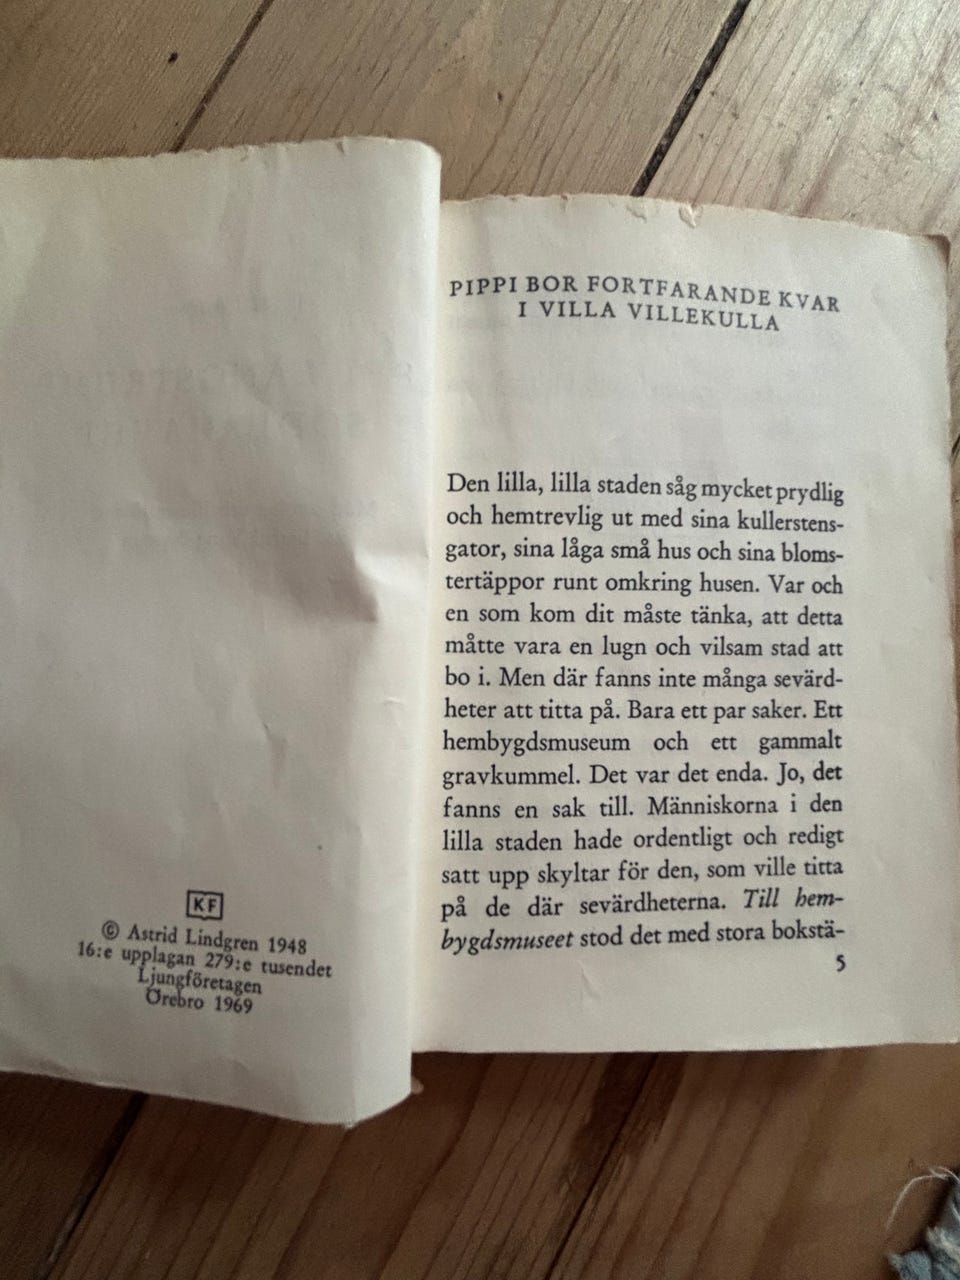 KF
© Astrid Lindgren 1948
16:e upplagan 279:e tusendet
Ljungföretagen
Örebro 1969
PIPPI BOR FORTFARANDE KVAR
I VILLA VILLEKULLA
Den lilla, lilla staden såg mycket prydlig
och hemtrevlig ut med sina kullerstens-
gator, sina låga små hus och sina bloms-
tertäppor runt omkring husen. Var och
en som kom dit måste tänka, att detta
måtte vara en lugn och vilsam stad att
bo i. Men där fanns inte många sevärd-
heter att titta på. Bara ett par saker. Ett
hembygdsmuseum och ett gammalt
gravkummel. Det var det enda. Jo, det
fanns en sak till. Människorna i den
lilla staden hade ordentligt och redigt
satt upp skyltar för den, som ville titta
på de där sevärdheterna. Till hem-
bygdsmuseet stod det med stora bokstä-
5